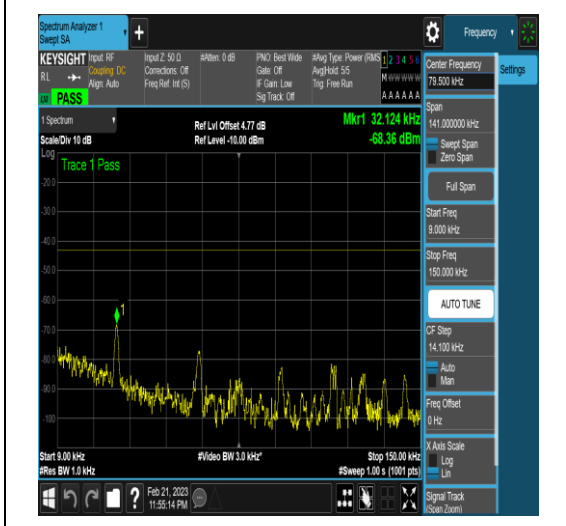 Spectrum Analyzer 1
Swept SA
+
Frequency
KEYSIGHT
Input: RF
Coupling: DC
Align: Auto
Input Z: 50 Ω
Corrections: Off
Freq Ref: Int (S)
#Atten: 0 dB
PNO: Best Wide
Gate: Off
IF Gain: Low
Sig Track: Off
#Avg Type: Power (RMS
Avg|Hold: 5/5
Trig: Free Run
1 2 3 4 5 6
M W W W W W
A A A A A A
R L
PASS
1 Spectrum
Scale/Div 10 dB
Log
Ref Lvl Offset 4.77 dB
Ref Level -10.00 dBm
Mkr1 32.124 kHz
-68.36 dBm
Trace 1 Pass
-20.0
-30.0
-40.0
-50.0
-60.0
-70.0
-80.0
-90.0
-100
1
Start 9.00 kHz
#Res BW 1.0 kHz
#Video BW 3.0 kHz*
Stop 150.00 kHz
#Sweep 1.00 s (1001 pts)
?
Feb 21, 2023
11:55:14 PM
Center Frequency
79.500 kHz
Settings
Span
141.000000 kHz
Swept Span
Zero Span
Full Span
Start Freq
9.000 kHz
Stop Freq
150.000 kHz
AUTO TUNE
CF Step
14.100 kHz
Auto
Man
Freq Offset
0 Hz
X Axis Scale
Log
Lin
Signal Track
(Span Zoom)